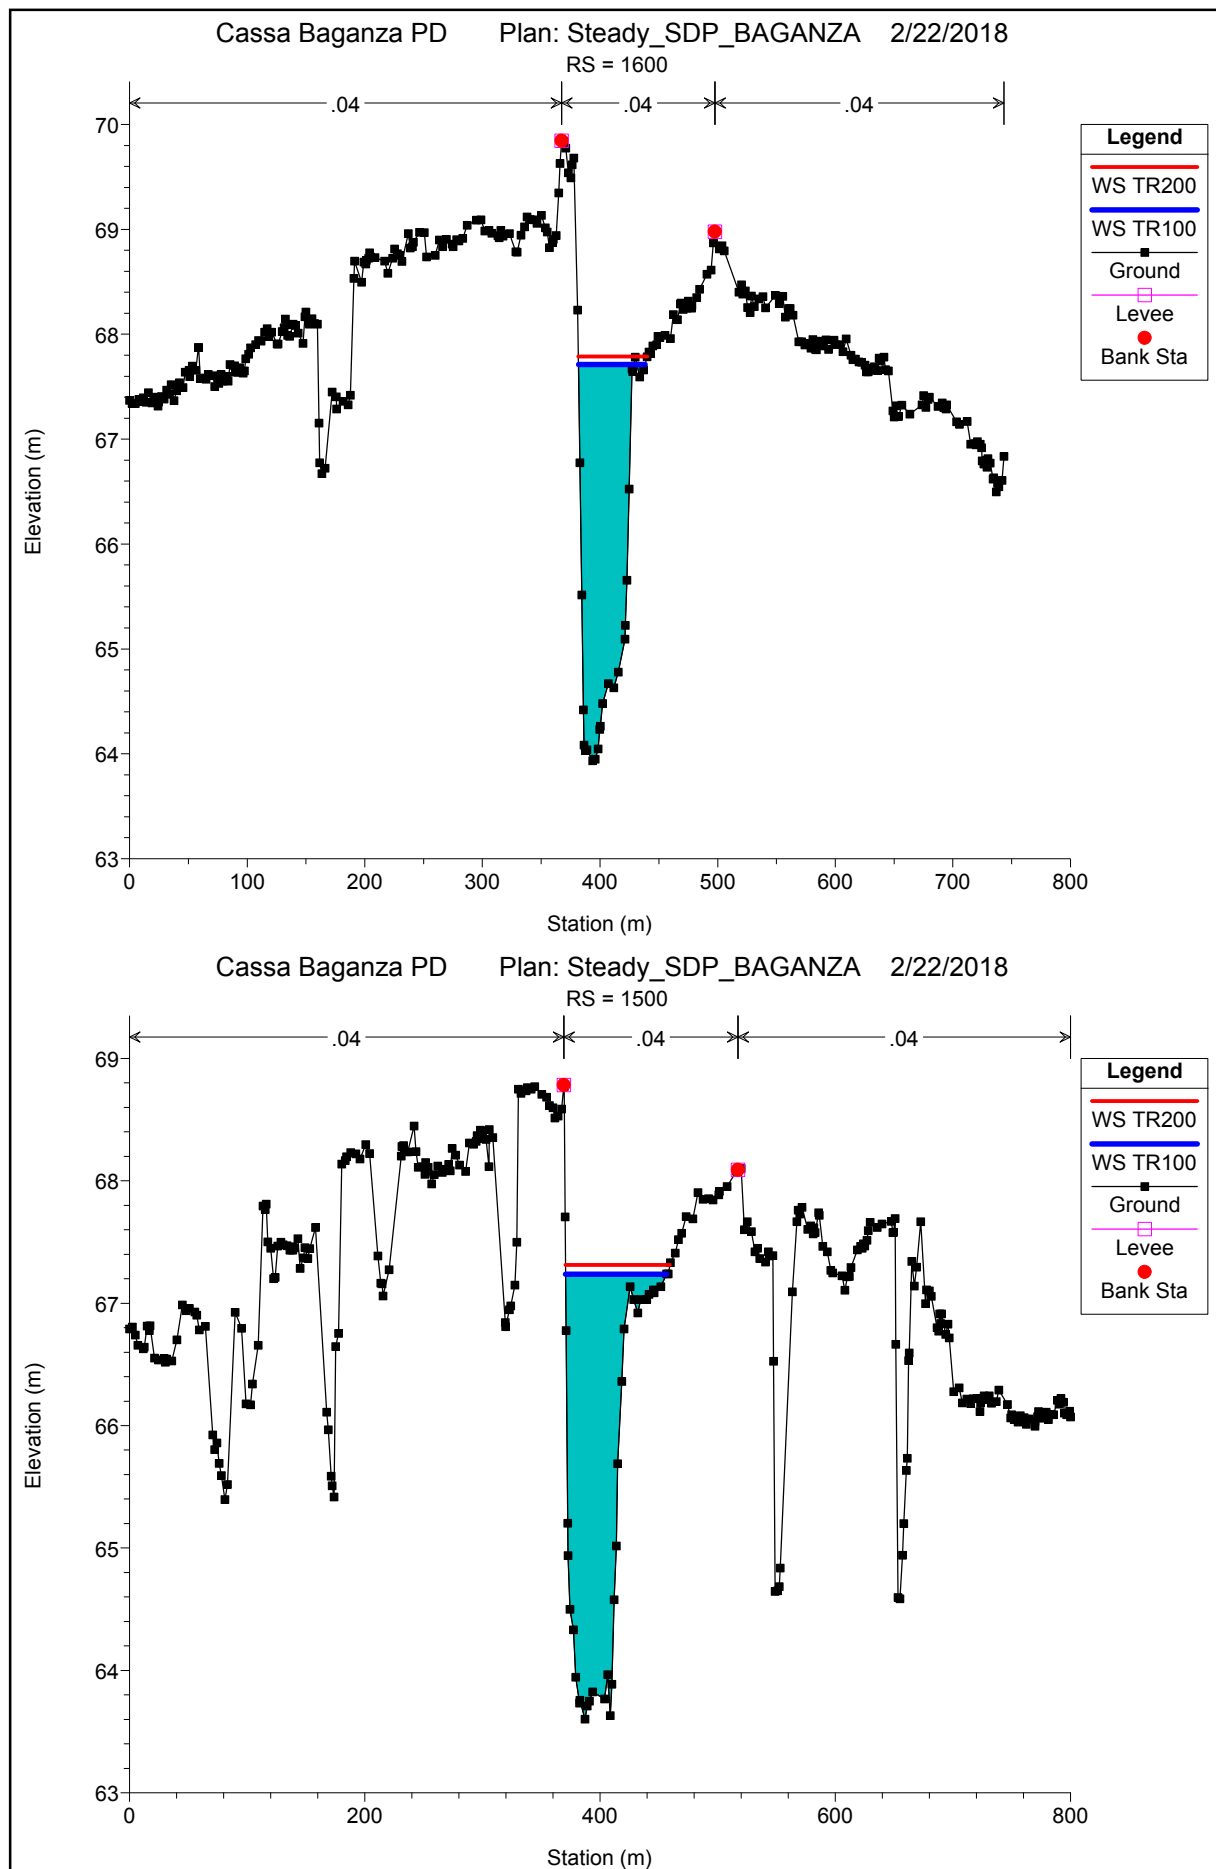 Cassa Baganza PD Plan: Steady_SDP_BAGANZA 2/22/2018
RS = 1600
.04 .04 .04
Legend
WS TR200
WS TR100
Ground
Levee
Bank Sta
70
69
68
67
66
65
64
63
Elevation (m)
0 100 200 300 400 500 600 700 800
Station (m)
Cassa Baganza PD Plan: Steady_SDP_BAGANZA 2/22/2018
RS = 1500
.04 .04 .04
Legend
WS TR200
WS TR100
Ground
Levee
Bank Sta
69
68
67
66
65
64
63
Elevation (m)
0 200 400 600 800
Station (m)